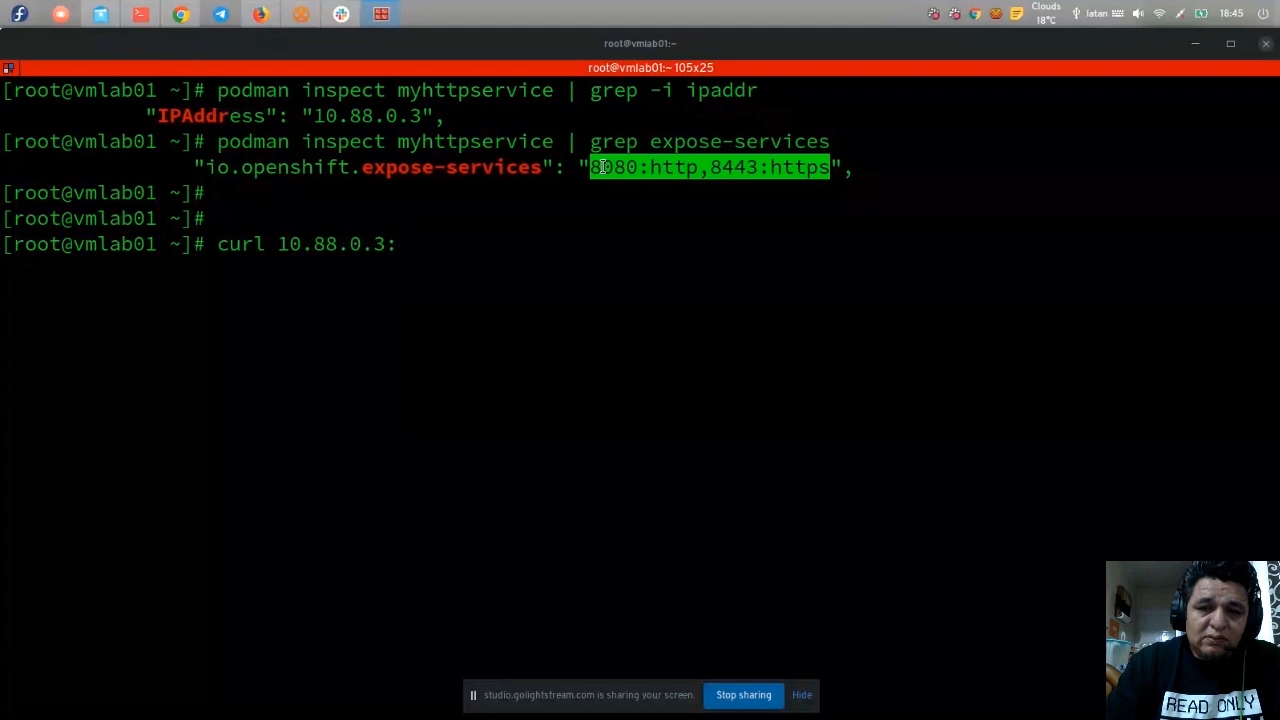 Clouds
18°C
latan
18:45
root@vmlab01:~
root@vmlab01:~ 105x25
[root@vmlab01 ~]# podman inspect myhttpservice | grep -i ipaddr
"IPAddress": "10.88.0.3",
[root@vmlab01 ~]# podman inspect myhttpservice | grep expose-services
"io.openshift.expose-services": "8080:http,8443:https",
[root@vmlab01 ~]#
[root@vmlab01 ~]#
[root@vmlab01 ~]# curl 10.88.0.3:
studio.golightstream.com is sharing your screen.
Stop sharing
Hide
READ ONLY